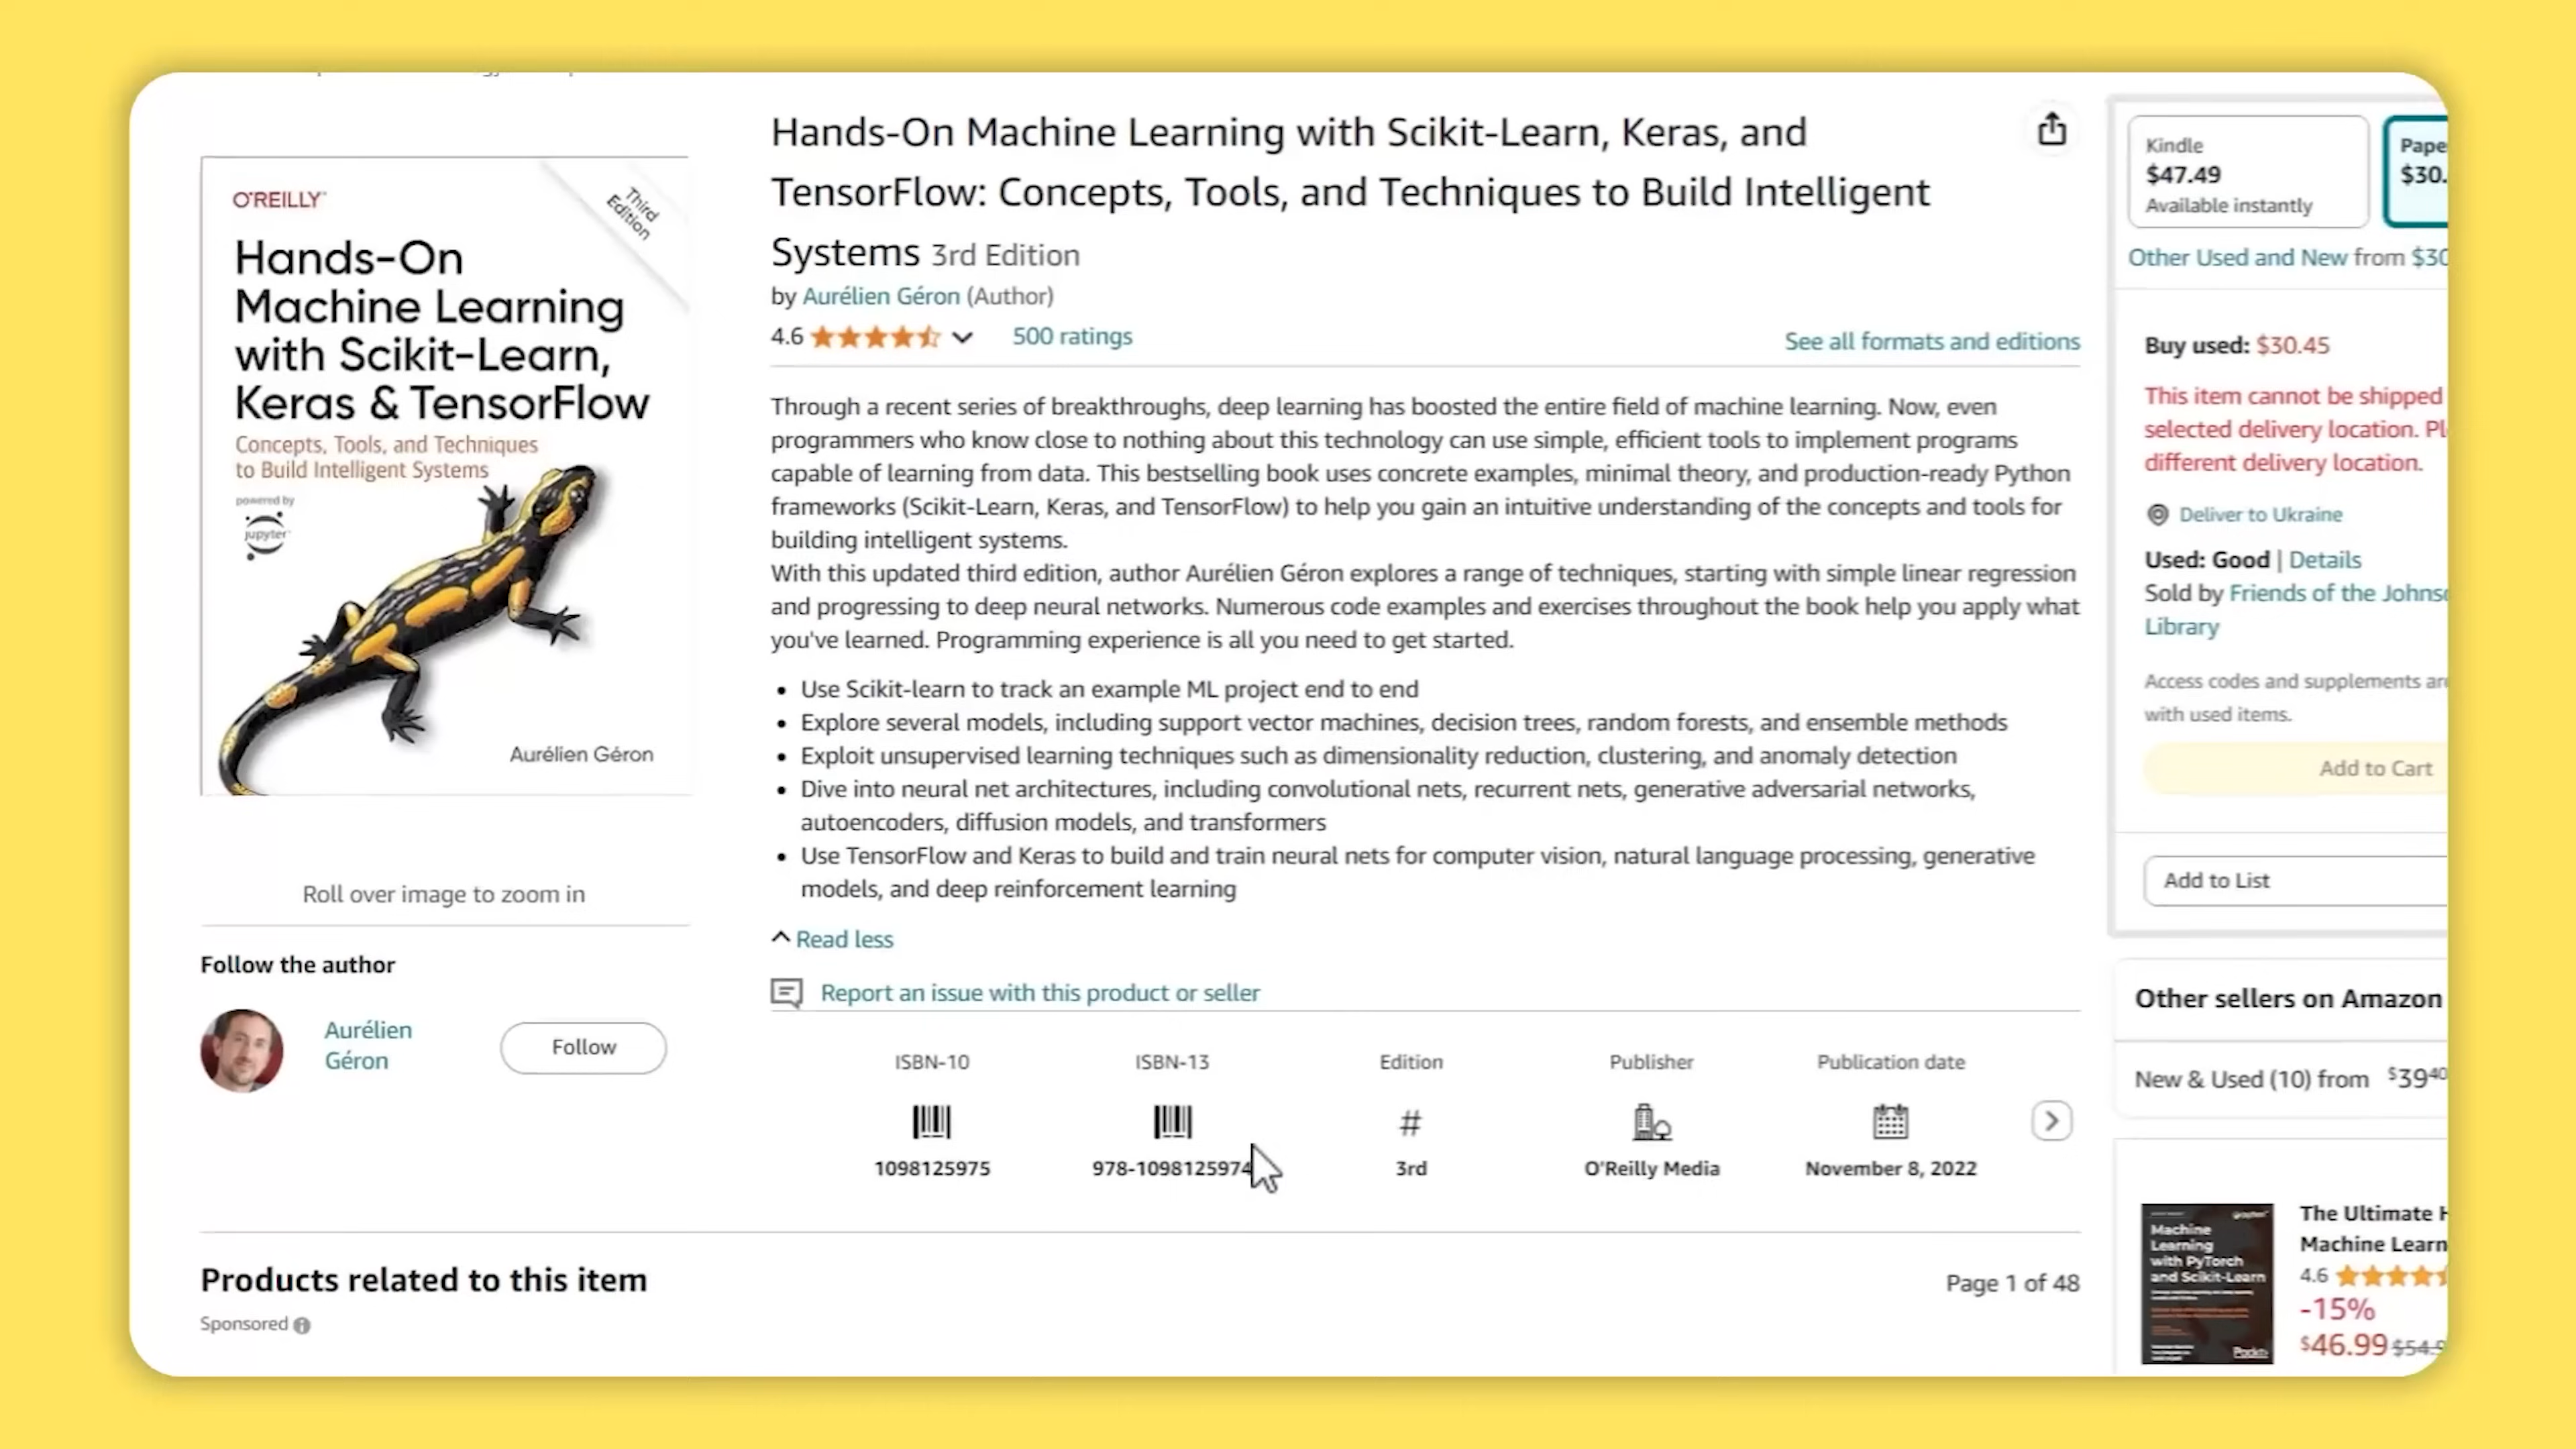 O'REILLY
Third
Edition
Hands-On
Machine Learning
with Scikit-Learn,
Keras & TensorFlow
Concepts, Tools, and Techniques
to Build Intelligent Systems
powered by
jupyter
Aurélien Géron
Roll over image to zoom in
Follow the author
Aurélien
Géron
Follow
Hands-On Machine Learning with Scikit-Learn, Keras, and
TensorFlow: Concepts, Tools, and Techniques to Build Intelligent
Systems 3rd Edition
by Aurélien Géron (Author)
4.6 500 ratings
See all formats and editions
Through a recent series of breakthroughs, deep learning has boosted the entire field of machine learning. Now, even
programmers who know close to nothing about this technology can use simple, efficient tools to implement programs
capable of learning from data. This bestselling book uses concrete examples, minimal theory, and production-ready Python
frameworks (Scikit-Learn, Keras, and TensorFlow) to help you gain an intuitive understanding of the concepts and tools for
building intelligent systems.
With this updated third edition, author Aurélien Géron explores a range of techniques, starting with simple linear regression
and progressing to deep neural networks. Numerous code examples and exercises throughout the book help you apply what
you've learned. Programming experience is all you need to get started.
• Use Scikit-learn to track an example ML project end to end
• Explore several models, including support vector machines, decision trees, random forests, and ensemble methods
• Exploit unsupervised learning techniques such as dimensionality reduction, clustering, and anomaly detection
• Dive into neural net architectures, including convolutional nets, recurrent nets, generative adversarial networks,
autoencoders, diffusion models, and transformers
• Use TensorFlow and Keras to build and train neural nets for computer vision, natural language processing, generative
models, and deep reinforcement learning
Read less
Report an issue with this product or seller
ISBN-10 ISBN-13 Edition Publisher Publication date
#
1098125975 978-1098125974 3rd O'Reilly Media November 8, 2022
Products related to this item
Page 1 of 48
Sponsored
Kindle
$47.49
Available instantly
Pape
$30.
Other Used and New from $30
Buy used: $30.45
This item cannot be shipped
selected delivery location. Pl
different delivery location.
Deliver to Ukraine
Used: Good | Details
Sold by Friends of the Johns
Library
Access codes and supplements ar
with used items.
Add to Cart
Add to List
Other sellers on Amazon
New & Used (10) from $3940
Machine
Learning
with PyTorch
and Scikit-Learn
Packt
The Ultimate
Machine Learn
4.6
-15%
$46.99 $54.9